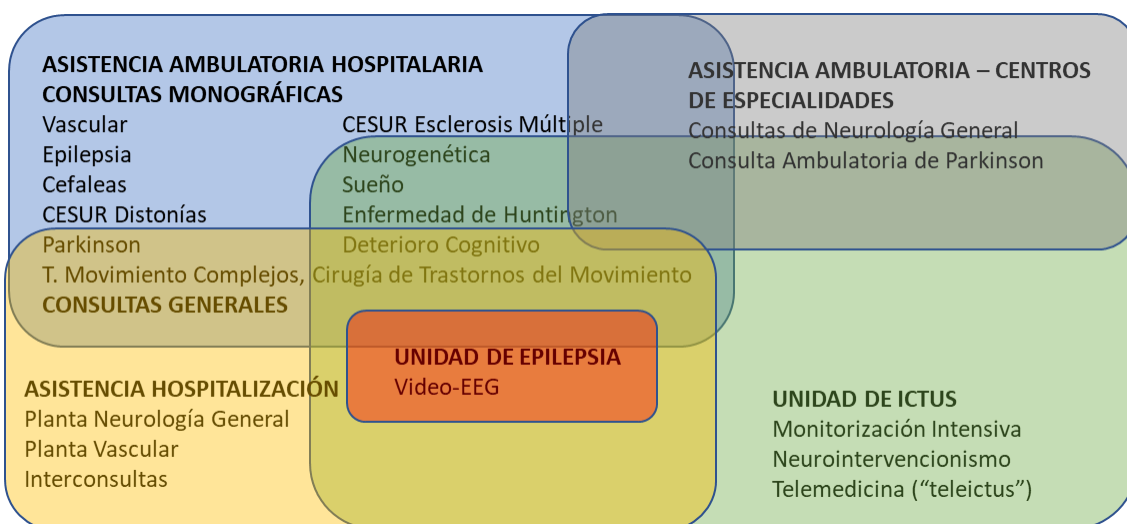 ASISTENCIA AMBULATORIA HOSPITALARIA
CONSULTAS MONOGRÁFICAS
Vascular
Epilepsia
Cefaleas
CESUR Distonías
Parkinson
CESUR Esclerosis Múltiple
Neurogenética
Sueño
Enfermedad de Huntington
Deterioro Cognitivo
T. Movimiento Complejos, Cirugía de Trastornos del Movimiento
CONSULTAS GENERALES
ASISTENCIA AMBULATORIA – CENTROS
DE ESPECIALIDADES
Consultas de Neurología General
Consulta Ambulatoria de Parkinson
UNIDAD DE EPILEPSIA
Video-EEG
ASISTENCIA HOSPITALIZACIÓN
Planta Neurología General
Planta Vascular
Interconsultas
UNIDAD DE ICTUS
Monitorización Intensiva
Neurointervencionismo
Telemedicina (“teleictus”)